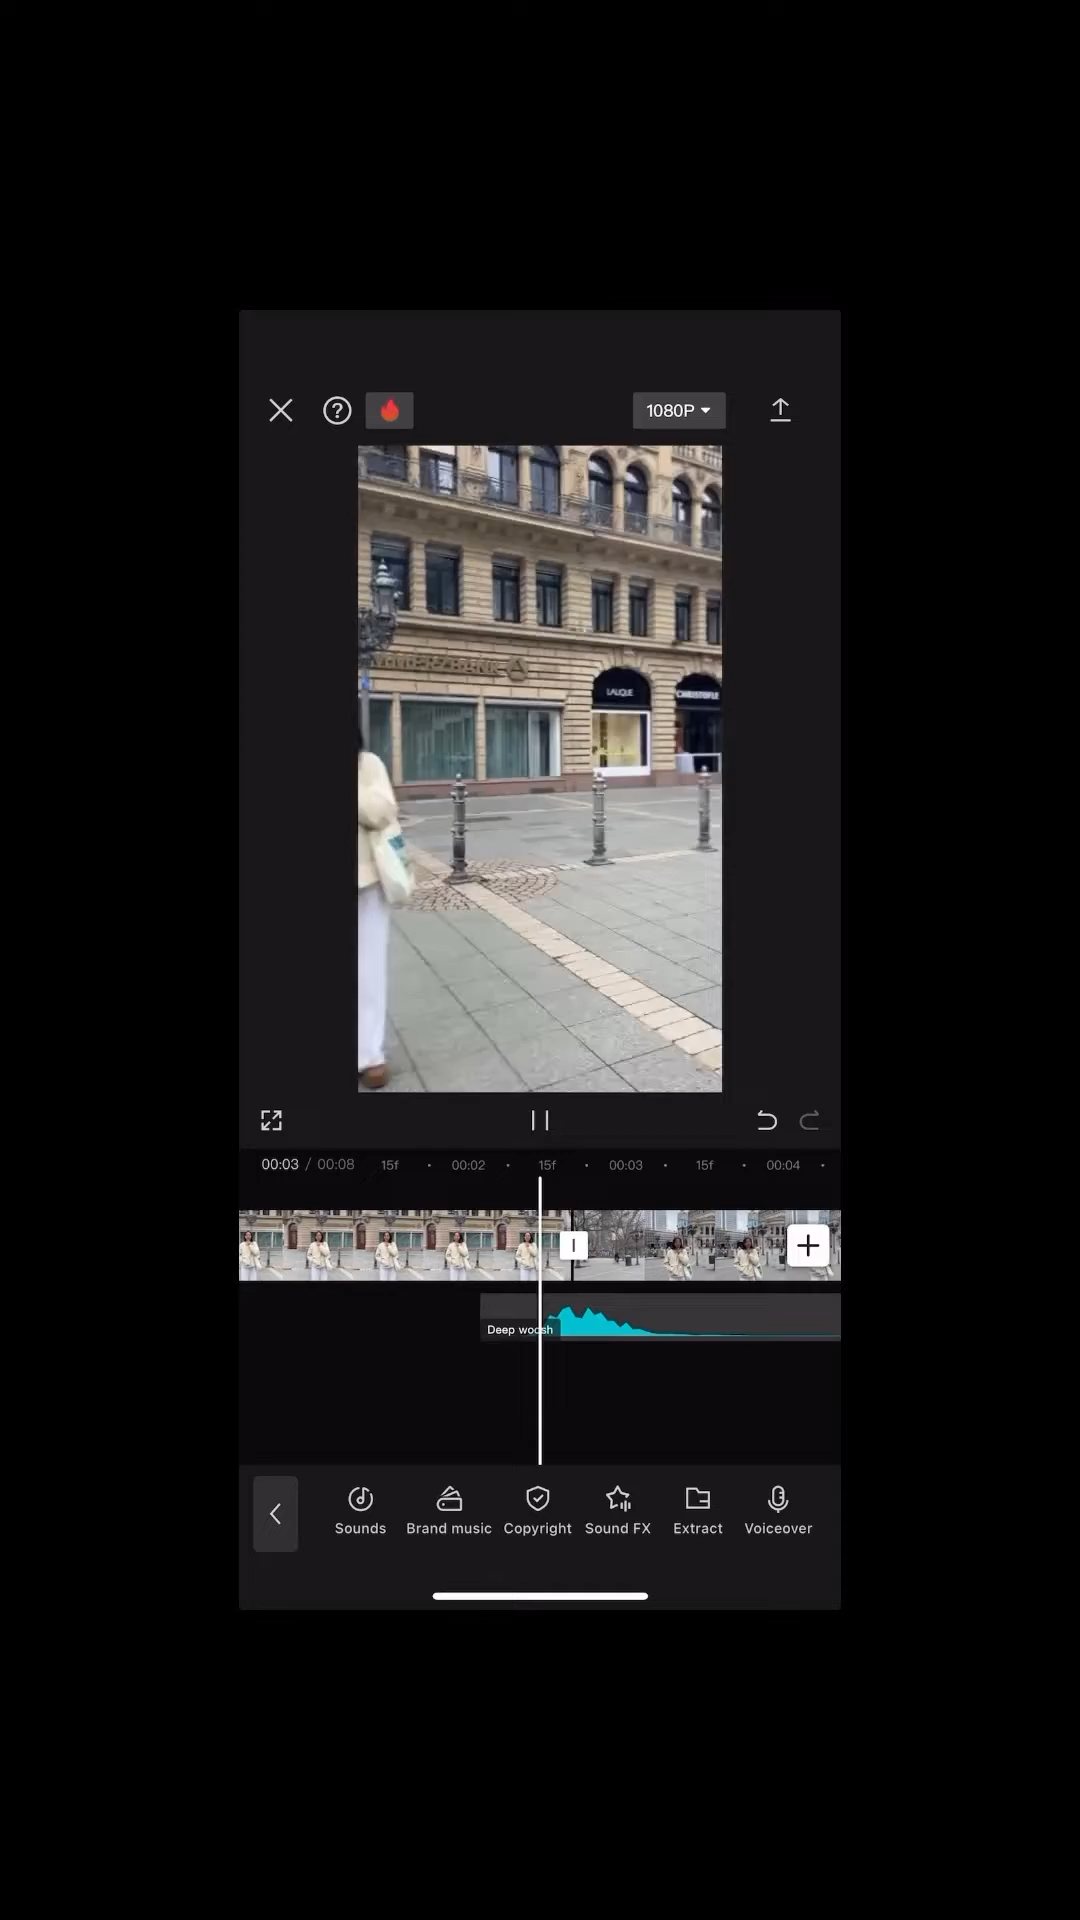 1080P
LALIQUE
CHRISTOFLE
00:03 / 00:08 15f 00:02 15f 00:03 15f 00:04
Deep woosh
Sounds Brand music Copyright Sound FX Extract Voiceover